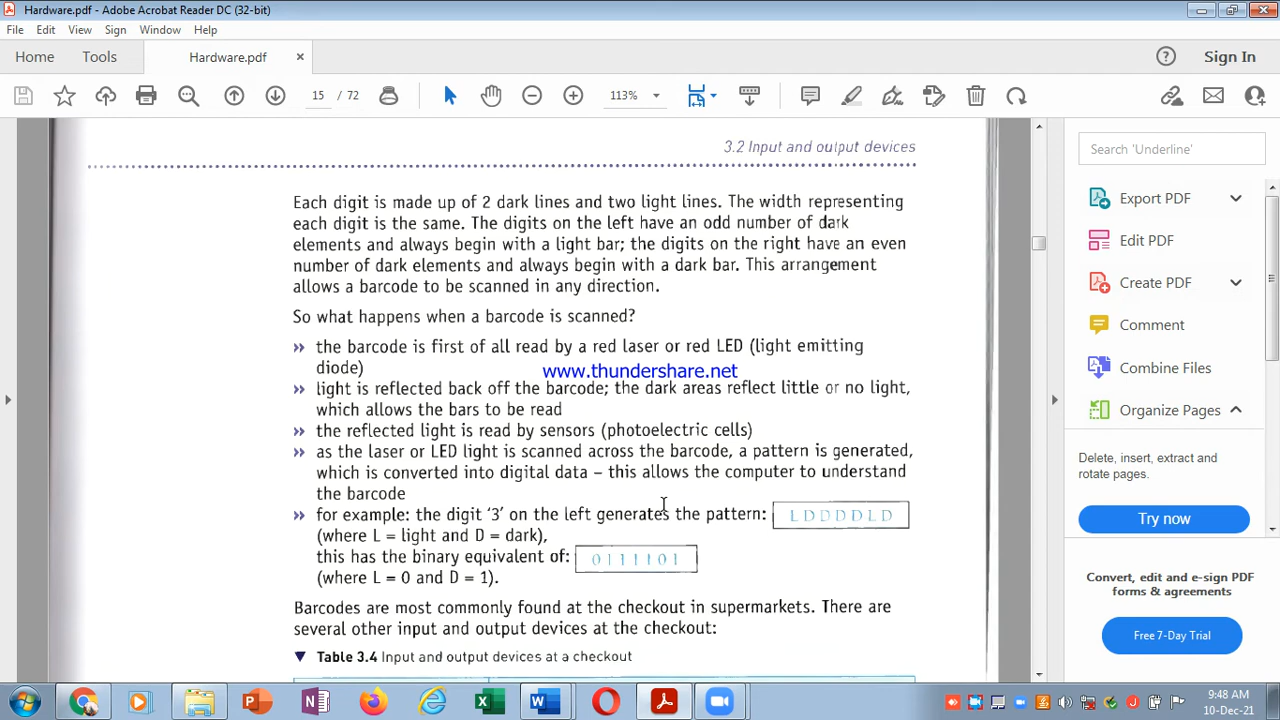 Hardware.pdf - Adobe Acrobat Reader DC (32-bit)
File Edit View Sign Window Help
Home Tools Hardware.pdf × ? Sign In
15 / 72 113%
3.2 Input and output devices
Each digit is made up of 2 dark lines and two light lines. The width representing
each digit is the same. The digits on the left have an odd number of dark
elements and always begin with a light bar; the digits on the right have an even
number of dark elements and always begin with a dark bar. This arrangement
allows a barcode to be scanned in any direction.
So what happens when a barcode is scanned?
» the barcode is first of all read by a red laser or red LED (light emitting
diode)
www.thundershare.net
» light is reflected back off the barcode; the dark areas reflect little or no light,
which allows the bars to be read
» the reflected light is read by sensors (photoelectric cells)
» as the laser or LED light is scanned across the barcode, a pattern is generated,
which is converted into digital data – this allows the computer to understand
the barcode
» for example: the digit ‘3’ on the left generates the pattern: L D D D D L D
(where L = light and D = dark),
this has the binary equivalent of: 0 1 1 1 1 0 1
(where L = 0 and D = 1).
Barcodes are most commonly found at the checkout in supermarkets. There are
several other input and output devices at the checkout:
▼ Table 3.4 Input and output devices at a checkout
Search 'Underline'
Export PDF
Edit PDF
Create PDF
Comment
Combine Files
Organize Pages
Delete, insert, extract and
rotate pages.
Try now
Convert, edit and e-sign PDF
forms & agreements
Free 7-Day Trial
9:48 AM
10-Dec-21